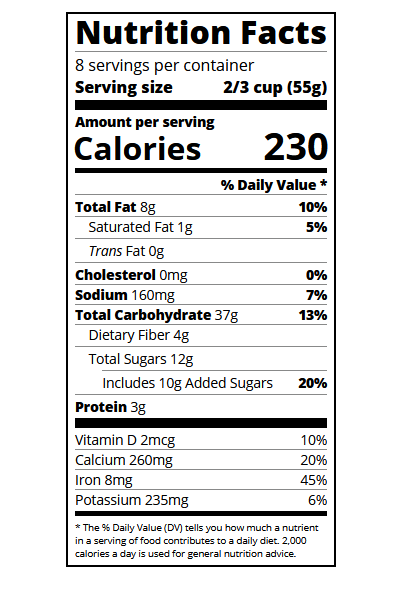 Nutrition Facts
8 servings per container
Serving size 2/3 cup (55g)
Amount per serving
Calories 230
% Daily Value *
Total Fat 8g 10%
Saturated Fat 1g 5%
Trans Fat 0g
Cholesterol 0mg 0%
Sodium 160mg 7%
Total Carbohydrate 37g 13%
Dietary Fiber 4g
Total Sugars 12g
Includes 10g Added Sugars 20%
Protein 3g
Vitamin D 2mcg 10%
Calcium 260mg 20%
Iron 8mg 45%
Potassium 235mg 6%
* The % Daily Value (DV) tells you how much a nutrient
in a serving of food contributes to a daily diet. 2,000
calories a day is used for general nutrition advice.